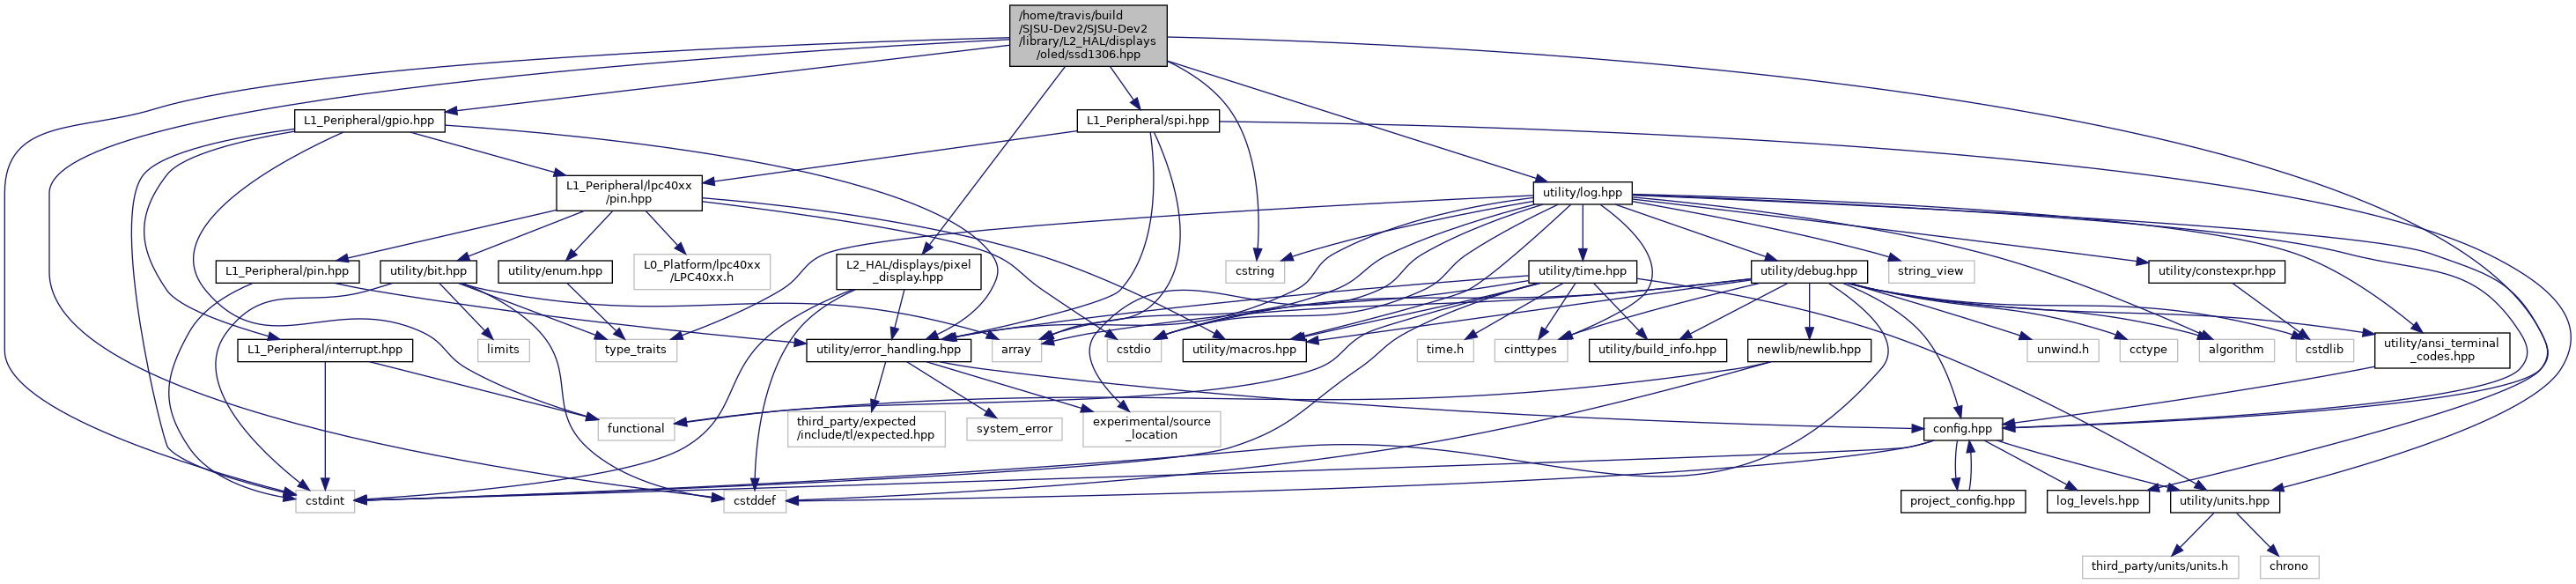 /home/travis/build
/SJSU-Dev2/SJSU-Dev2
/library/L2_HAL/displays
/oled/ssd1306.hpp
L1_Peripheral/gpio.hpp
L1_Peripheral/spi.hpp
L1_Peripheral/lpc40xx
/pin.hpp
utility/log.hpp
L1_Peripheral/pin.hpp
utility/bit.hpp
utility/enum.hpp
L0_Platform/lpc40xx
/LPC40xx.h
L2_HAL/displays/pixel
_display.hpp
cstring
utility/time.hpp
utility/debug.hpp
string_view
utility/constexpr.hpp
L1_Peripheral/interrupt.hpp
limits
type_traits
utility/error_handling.hpp
array
cstdio
utility/macros.hpp
time.h
cinttypes
utility/build_info.hpp
newlib/newlib.hpp
unwind.h
cctype
algorithm
cstdlib
utility/ansi_terminal
_codes.hpp
functional
third_party/expected
/include/tl/expected.hpp
system_error
experimental/source
_location
config.hpp
cstdint
cstddef
project_config.hpp
log_levels.hpp
utility/units.hpp
third_party/units/units.h
chrono